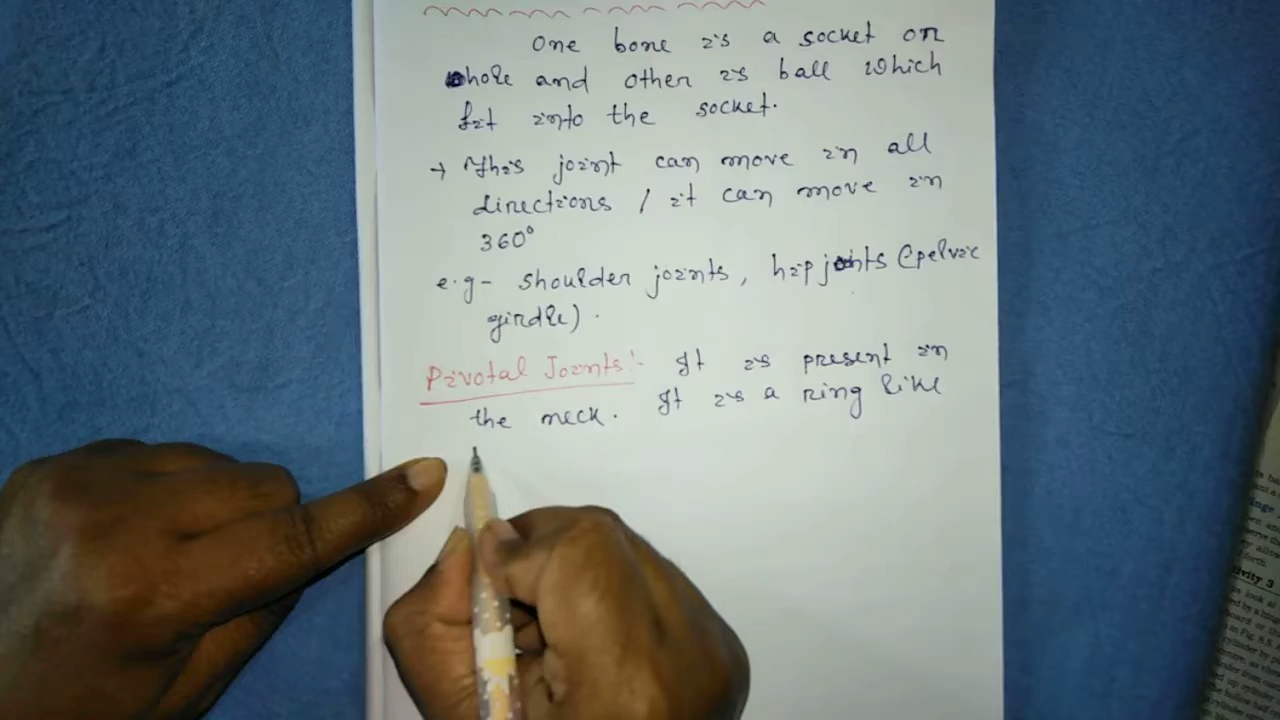 One bone is a socket or
hole and other is ball which
fit into the socket.
→ This joint can move in all
directions / it can move in
360°
e.g - shoulder joints, hip joints (pelvic
girdle).
Pivotal Joints:- It is present in
the neck. It is a ring like